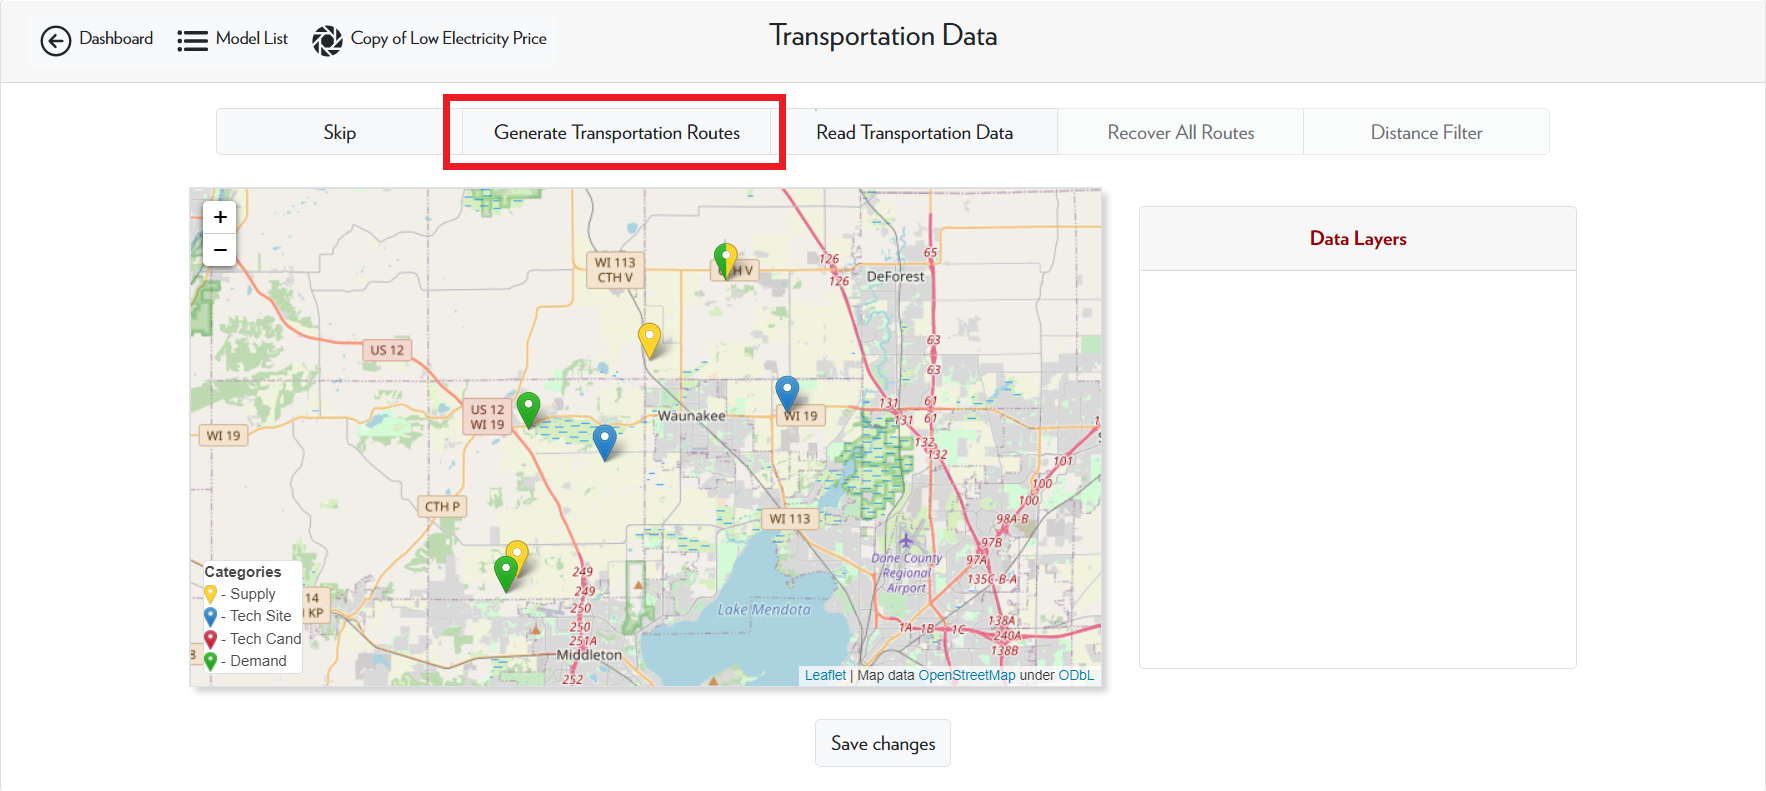 Dashboard
Model List
Copy of Low Electricity Price
Transportation Data
Skip
Generate Transportation Routes
Read Transportation Data
Recover All Routes
Distance Filter
+
−
WI 113
CTH V
CTH V
126
126
65
DeForest
US 12
63
63
US 12
WI 19
Waunakee
WI 19
131
131
61
61
WI 19
132
132
101
100
100
CTH P
WI 113
98A-B
97B
97A
135C-B-A
Dane County
Regional
Airport
249
249
250
250
251A
252
Lake Mendota
Middleton
1A-1B
1C
138A
240A
138B
14
KP
Categories
- Supply
- Tech Site
- Tech Cand
- Demand
Leaflet | Map data OpenStreetMap under ODbL
Data Layers
Save changes